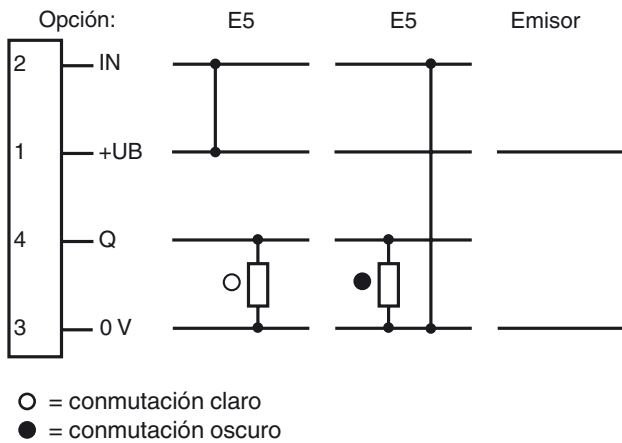 Opción: E5 E5 Emisor
2 IN
1 +UB
4 Q
3 0 V
= conmutación claro
= conmutación oscuro